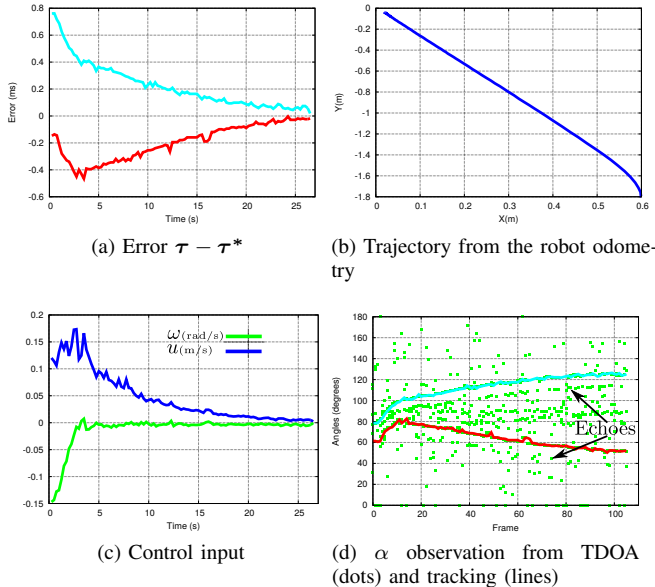 0.8
0.6
0.4
0.2
0
-0.2
-0.4
-0.6
Error (ms)
0 5 10 15 20 25
Time (s)
(a) Error τ − τ*
0
-0.2
-0.4
-0.6
-0.8
-1
-1.2
-1.4
-1.6
-1.8
Y(m)
0 0.1 0.2 0.3 0.4 0.5 0.6
X(m)
(b) Trajectory from the robot odome-
try
0.2
0.15
0.1
0.05
0
-0.05
-0.1
-0.15
ω(rad/s)
u(m/s)
0 5 10 15 20 25
Time (s)
(c) Control input
180
160
140
120
100
80
60
40
20
0
Angles (degrees)
Echoes
0 20 40 60 80 100 120
Frame
(d) α observation from TDOA
(dots) and tracking (lines)